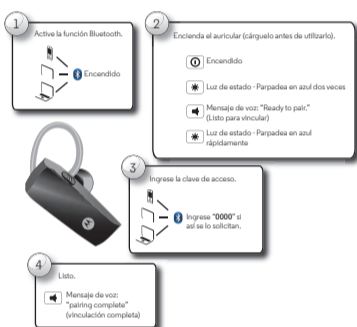 1
Active la función Bluetooth.
Encendido
2
Encienda el auricular (cárguelo antes de utilizarlo).
Encendido
Luz de estado - Parpadea en azul dos veces
Mensaje de voz: "Ready to pair."
(Listo para vincular)
Luz de estado - Parpadea en azul
rápidamente
3
Ingrese la clave de acceso.
Ingrese "0000" si
así se lo solicitan.
4
Listo.
Mensaje de voz:
"pairing complete"
(vinculación completa)